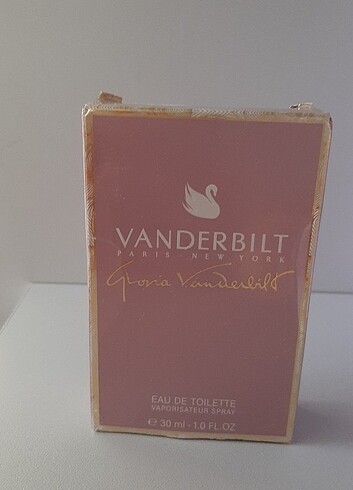 VANDERBILT
PARIS - NEW YORK
Gloria Vanderbilt
EAU DE TOILETTE
VAPORISATEUR SPRAY
℮ 30 ml - 1.0 FL.OZ